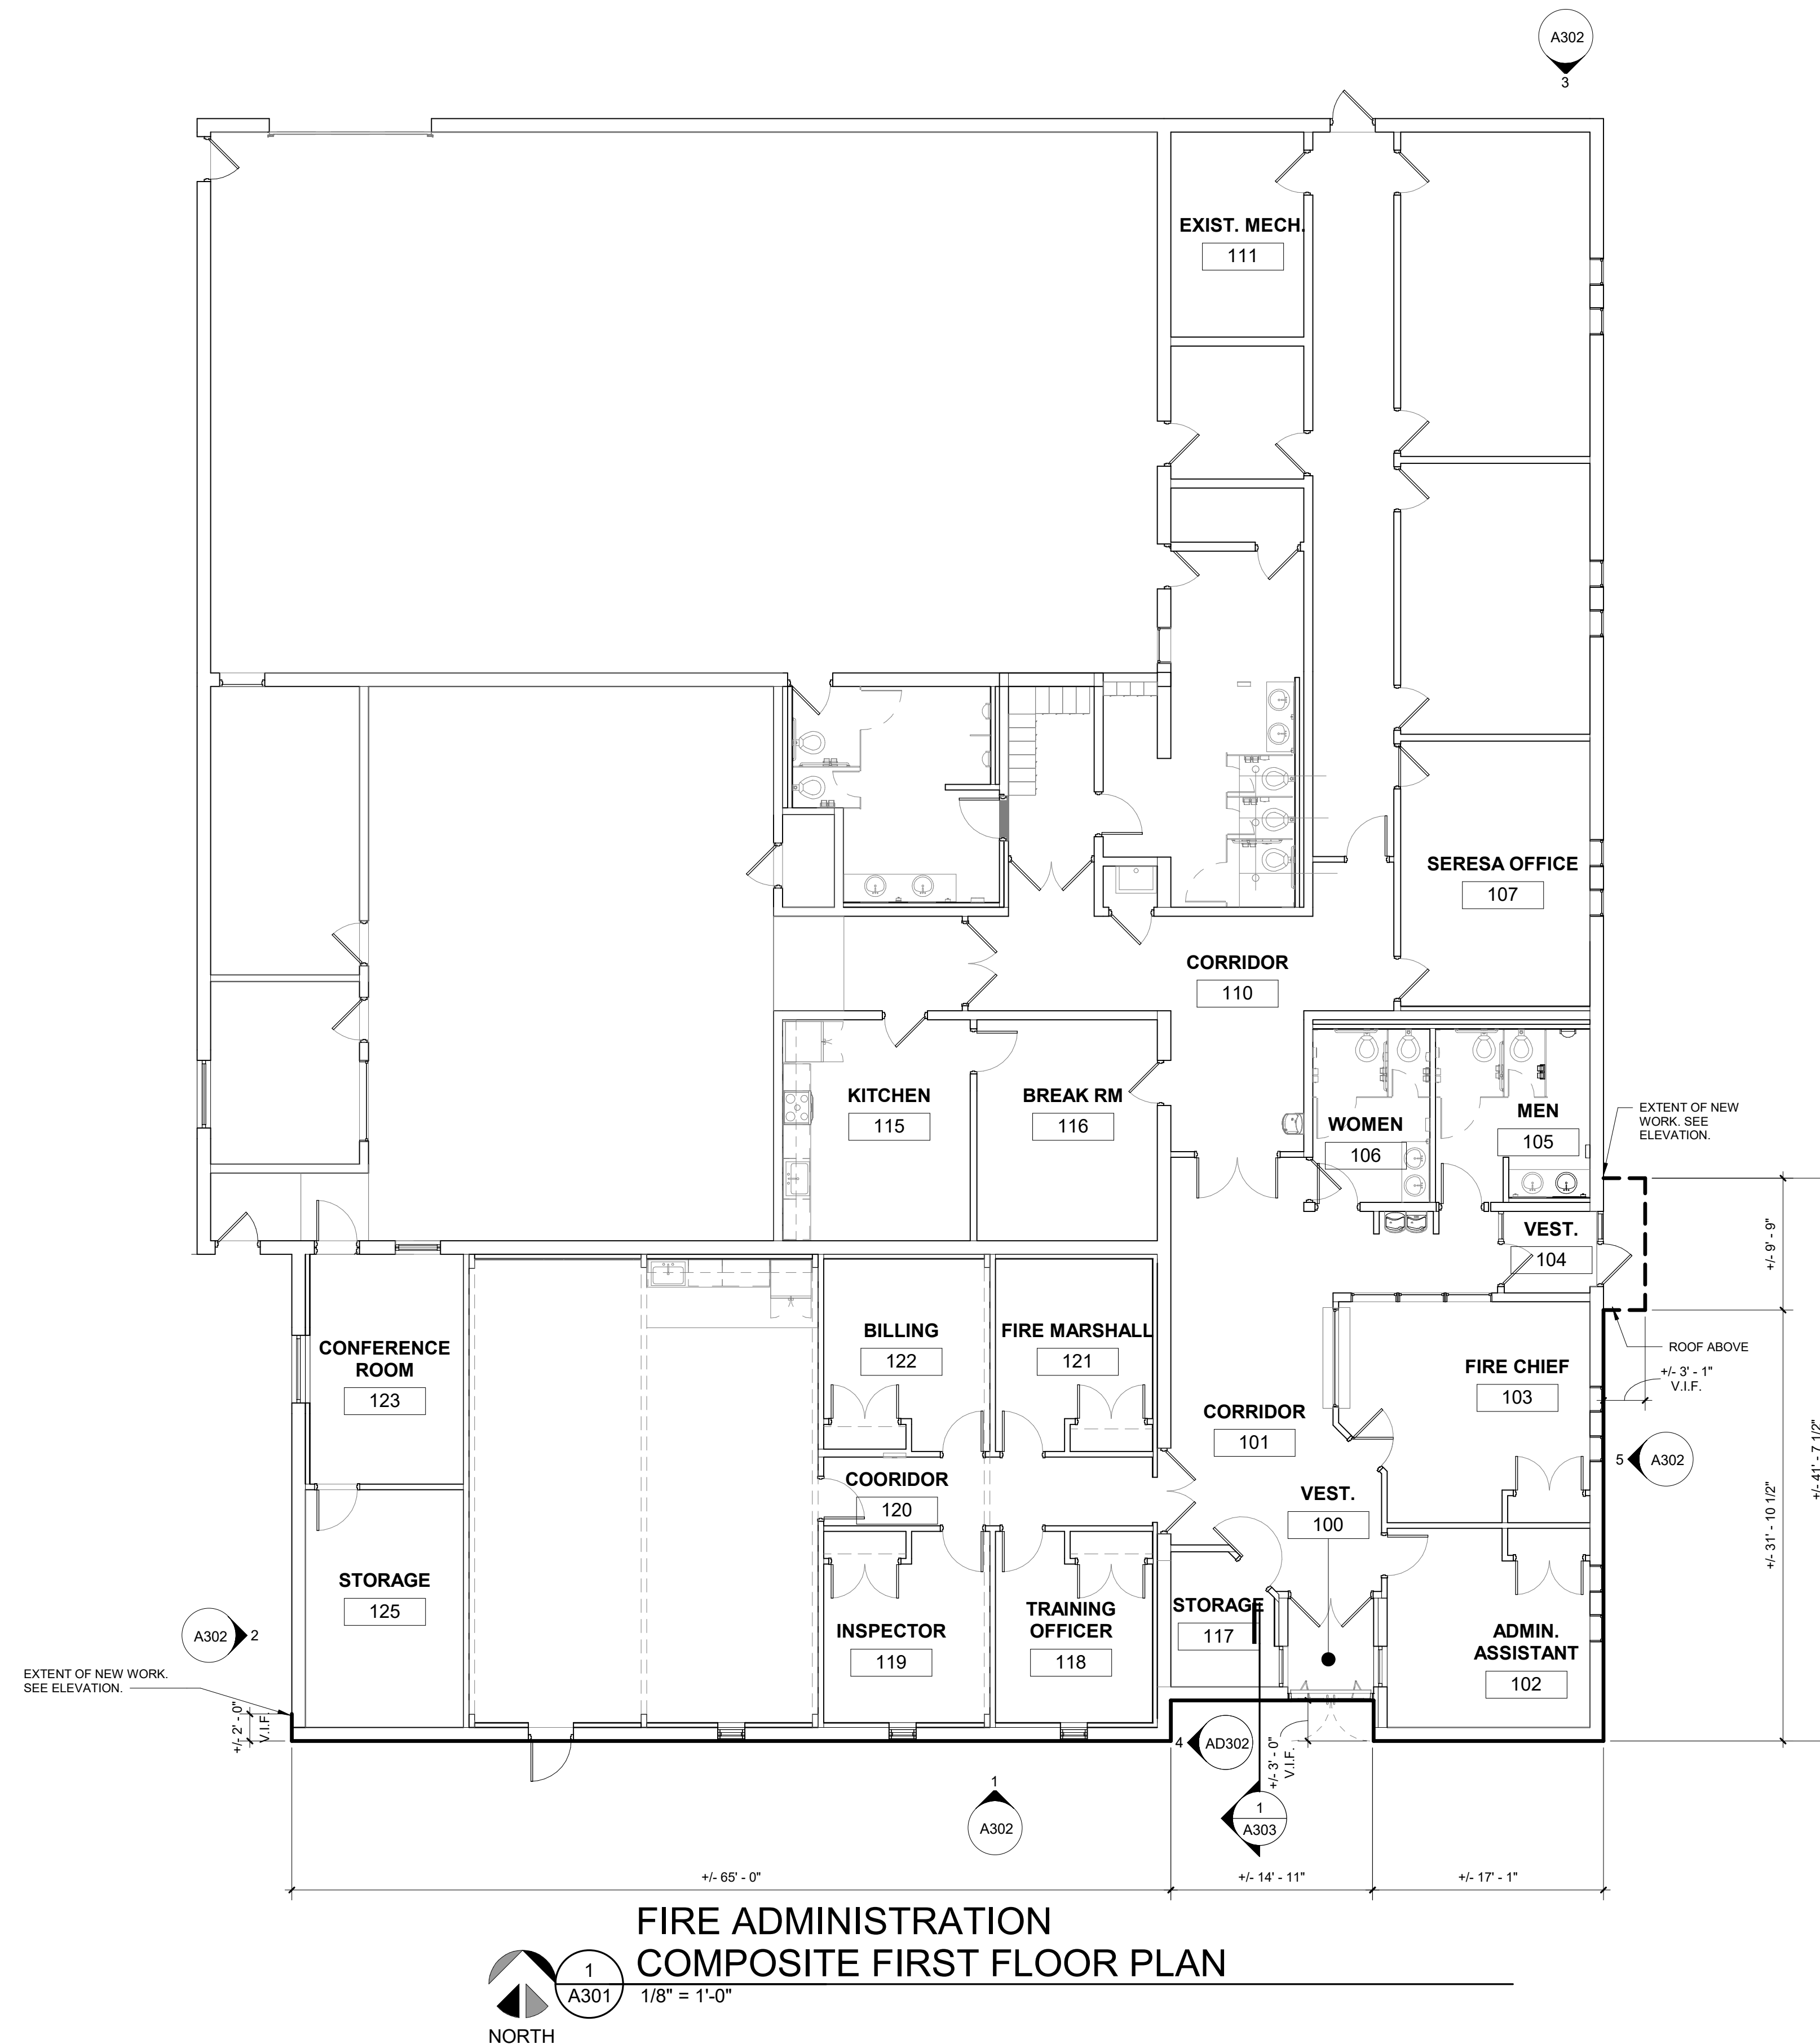 A302
3
EXIST. MECH.
111
SERESA OFFICE
107
CORRIDOR
110
KITCHEN
115
BREAK RM
116
WOMEN
106
MEN
105
EXTENT OF NEW
WORK. SEE
ELEVATION.
VEST.
104
+/- 9' - 9"
CONFERENCE
ROOM
123
BILLING
122
FIRE MARSHALL
121
FIRE CHIEF
103
ROOF ABOVE
+/- 3' - 1"
V.I.F.
CORRIDOR
101
5
A302
+/- 41' - 7 1/2"
+/- 31' - 10 1/2"
COORIDOR
120
VEST.
100
STORAGE
125
INSPECTOR
119
TRAINING
OFFICER
118
STORAGE
117
ADMIN.
ASSISTANT
102
A302
2
EXTENT OF NEW WORK.
SEE ELEVATION.
+/- 2' - 0"
V.I.F.
4
AD302
+/- 3' - 0"
V.I.F.
1
A302
1
A303
+/- 65' - 0"
+/- 14' - 11"
+/- 17' - 1"
FIRE ADMINISTRATION
COMPOSITE FIRST FLOOR PLAN
1
A301
1/8" = 1'-0"
NORTH